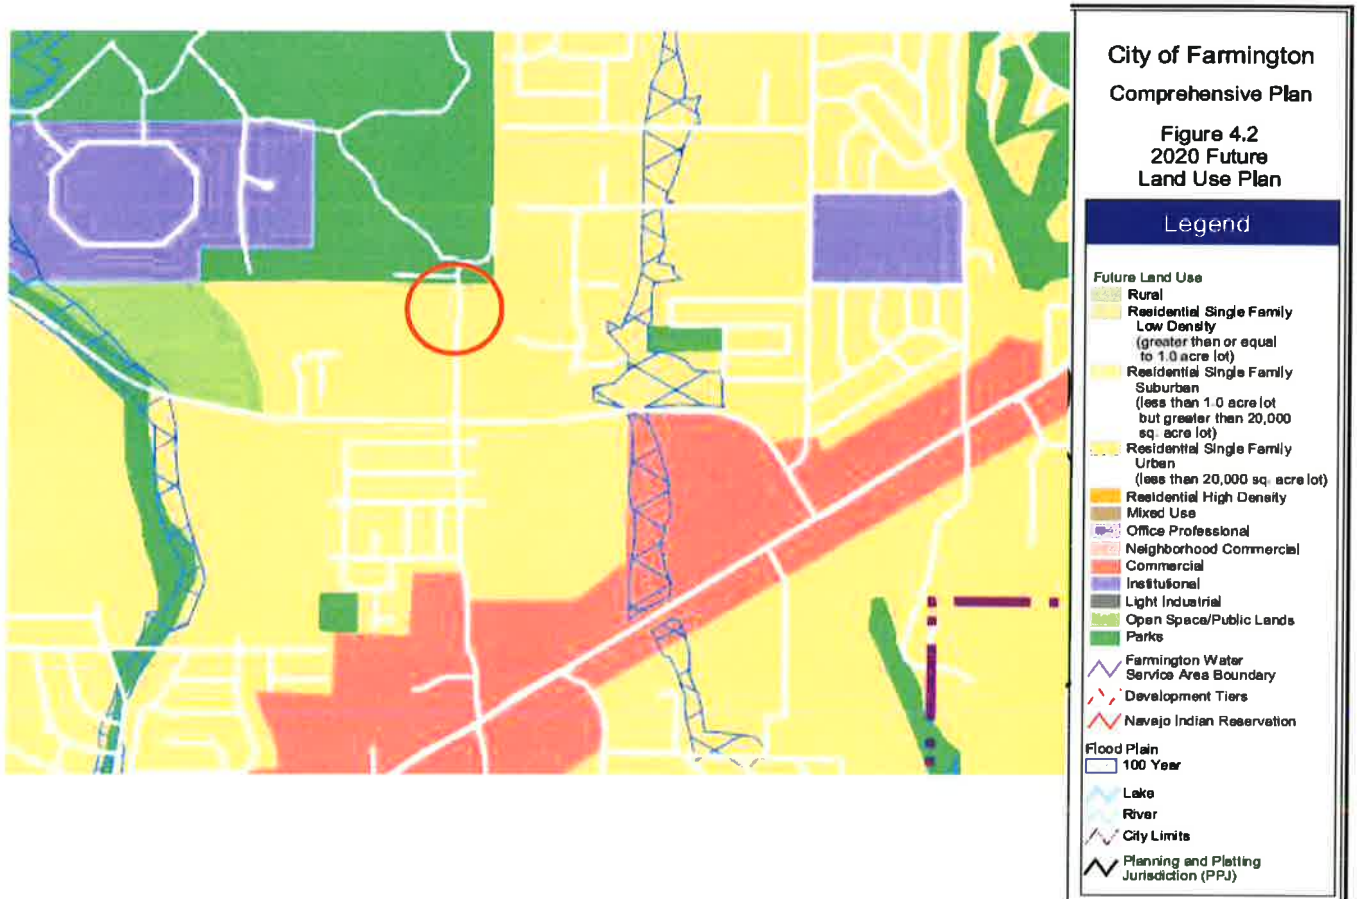 City of Farmington
Comprehensive Plan
Figure 4.2
2020 Future
Land Use Plan
Legend
Future Land Use
Rural
Residential Single Family
Low Density
(greater than or equal
to 1.0 acre lot)
Residential Single Family
Suburban
(less than 1.0 acre lot
but greater than 20,000
sq. acre lot)
Residential Single Family
Urban
(less than 20,000 sq. acre lot)
Residential High Density
Mixed Use
Office Professional
Neighborhood Commercial
Commercial
Institutional
Light Industrial
Open Space/Public Lands
Parks
Farmington Water
Service Area Boundary
Development Tiers
Navajo Indian Reservation
Flood Plain
100 Year
Lake
River
City Limits
Planning and Platting
Jurisdiction (PPJ)